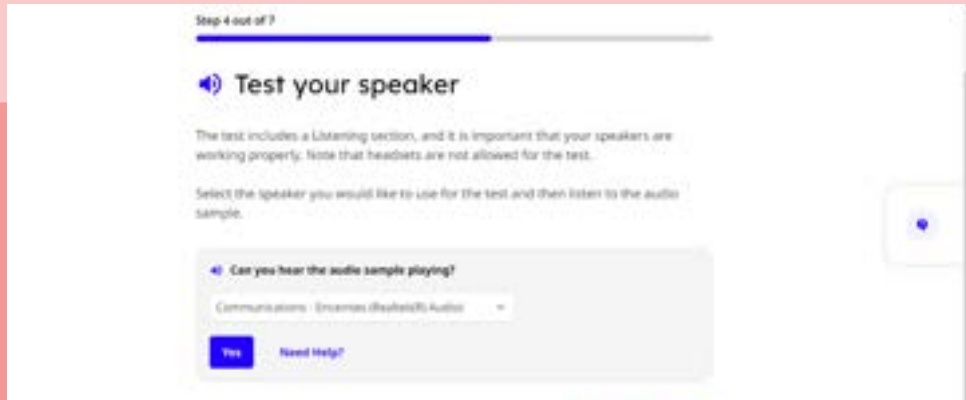 Step 4 out of 7
Test your speaker
The test includes a Listening section, and it is important that your speakers are
working properly. Note that headsets are not allowed for the test.
Select the speaker you would like to use for the test and then listen to the audio
sample.
Can you hear the audio sample playing?
Communications - (Realtek(R) Audio)
Yes
Need Help?